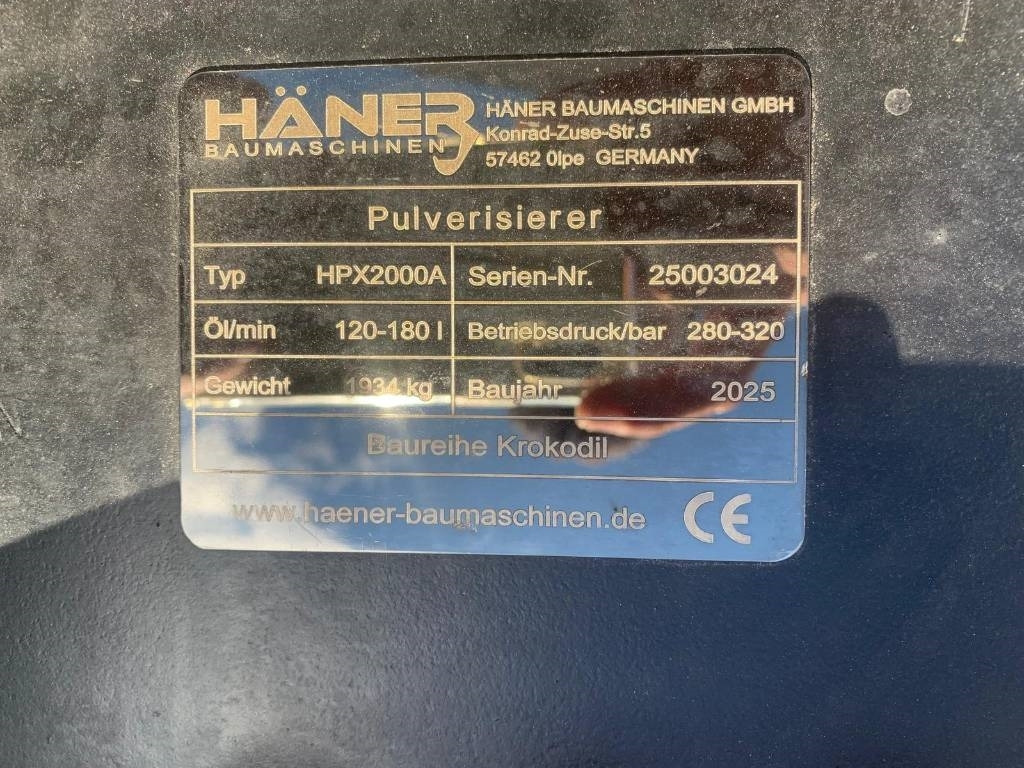 HÄNER
BAUMASCHINEN
HÄNER BAUMASCHINEN GMBH
Konrad-Zuse-Str.5
57462 Olpe GERMANY
Pulverisierer
Typ HPX2000A Serien-Nr. 25003024
Öl/min 120-180 l Betriebsdruck/bar 280-320
Gewicht 1934 kg Baujahr 2025
Baureihe Krokodil
www.haener-baumaschinen.de CE